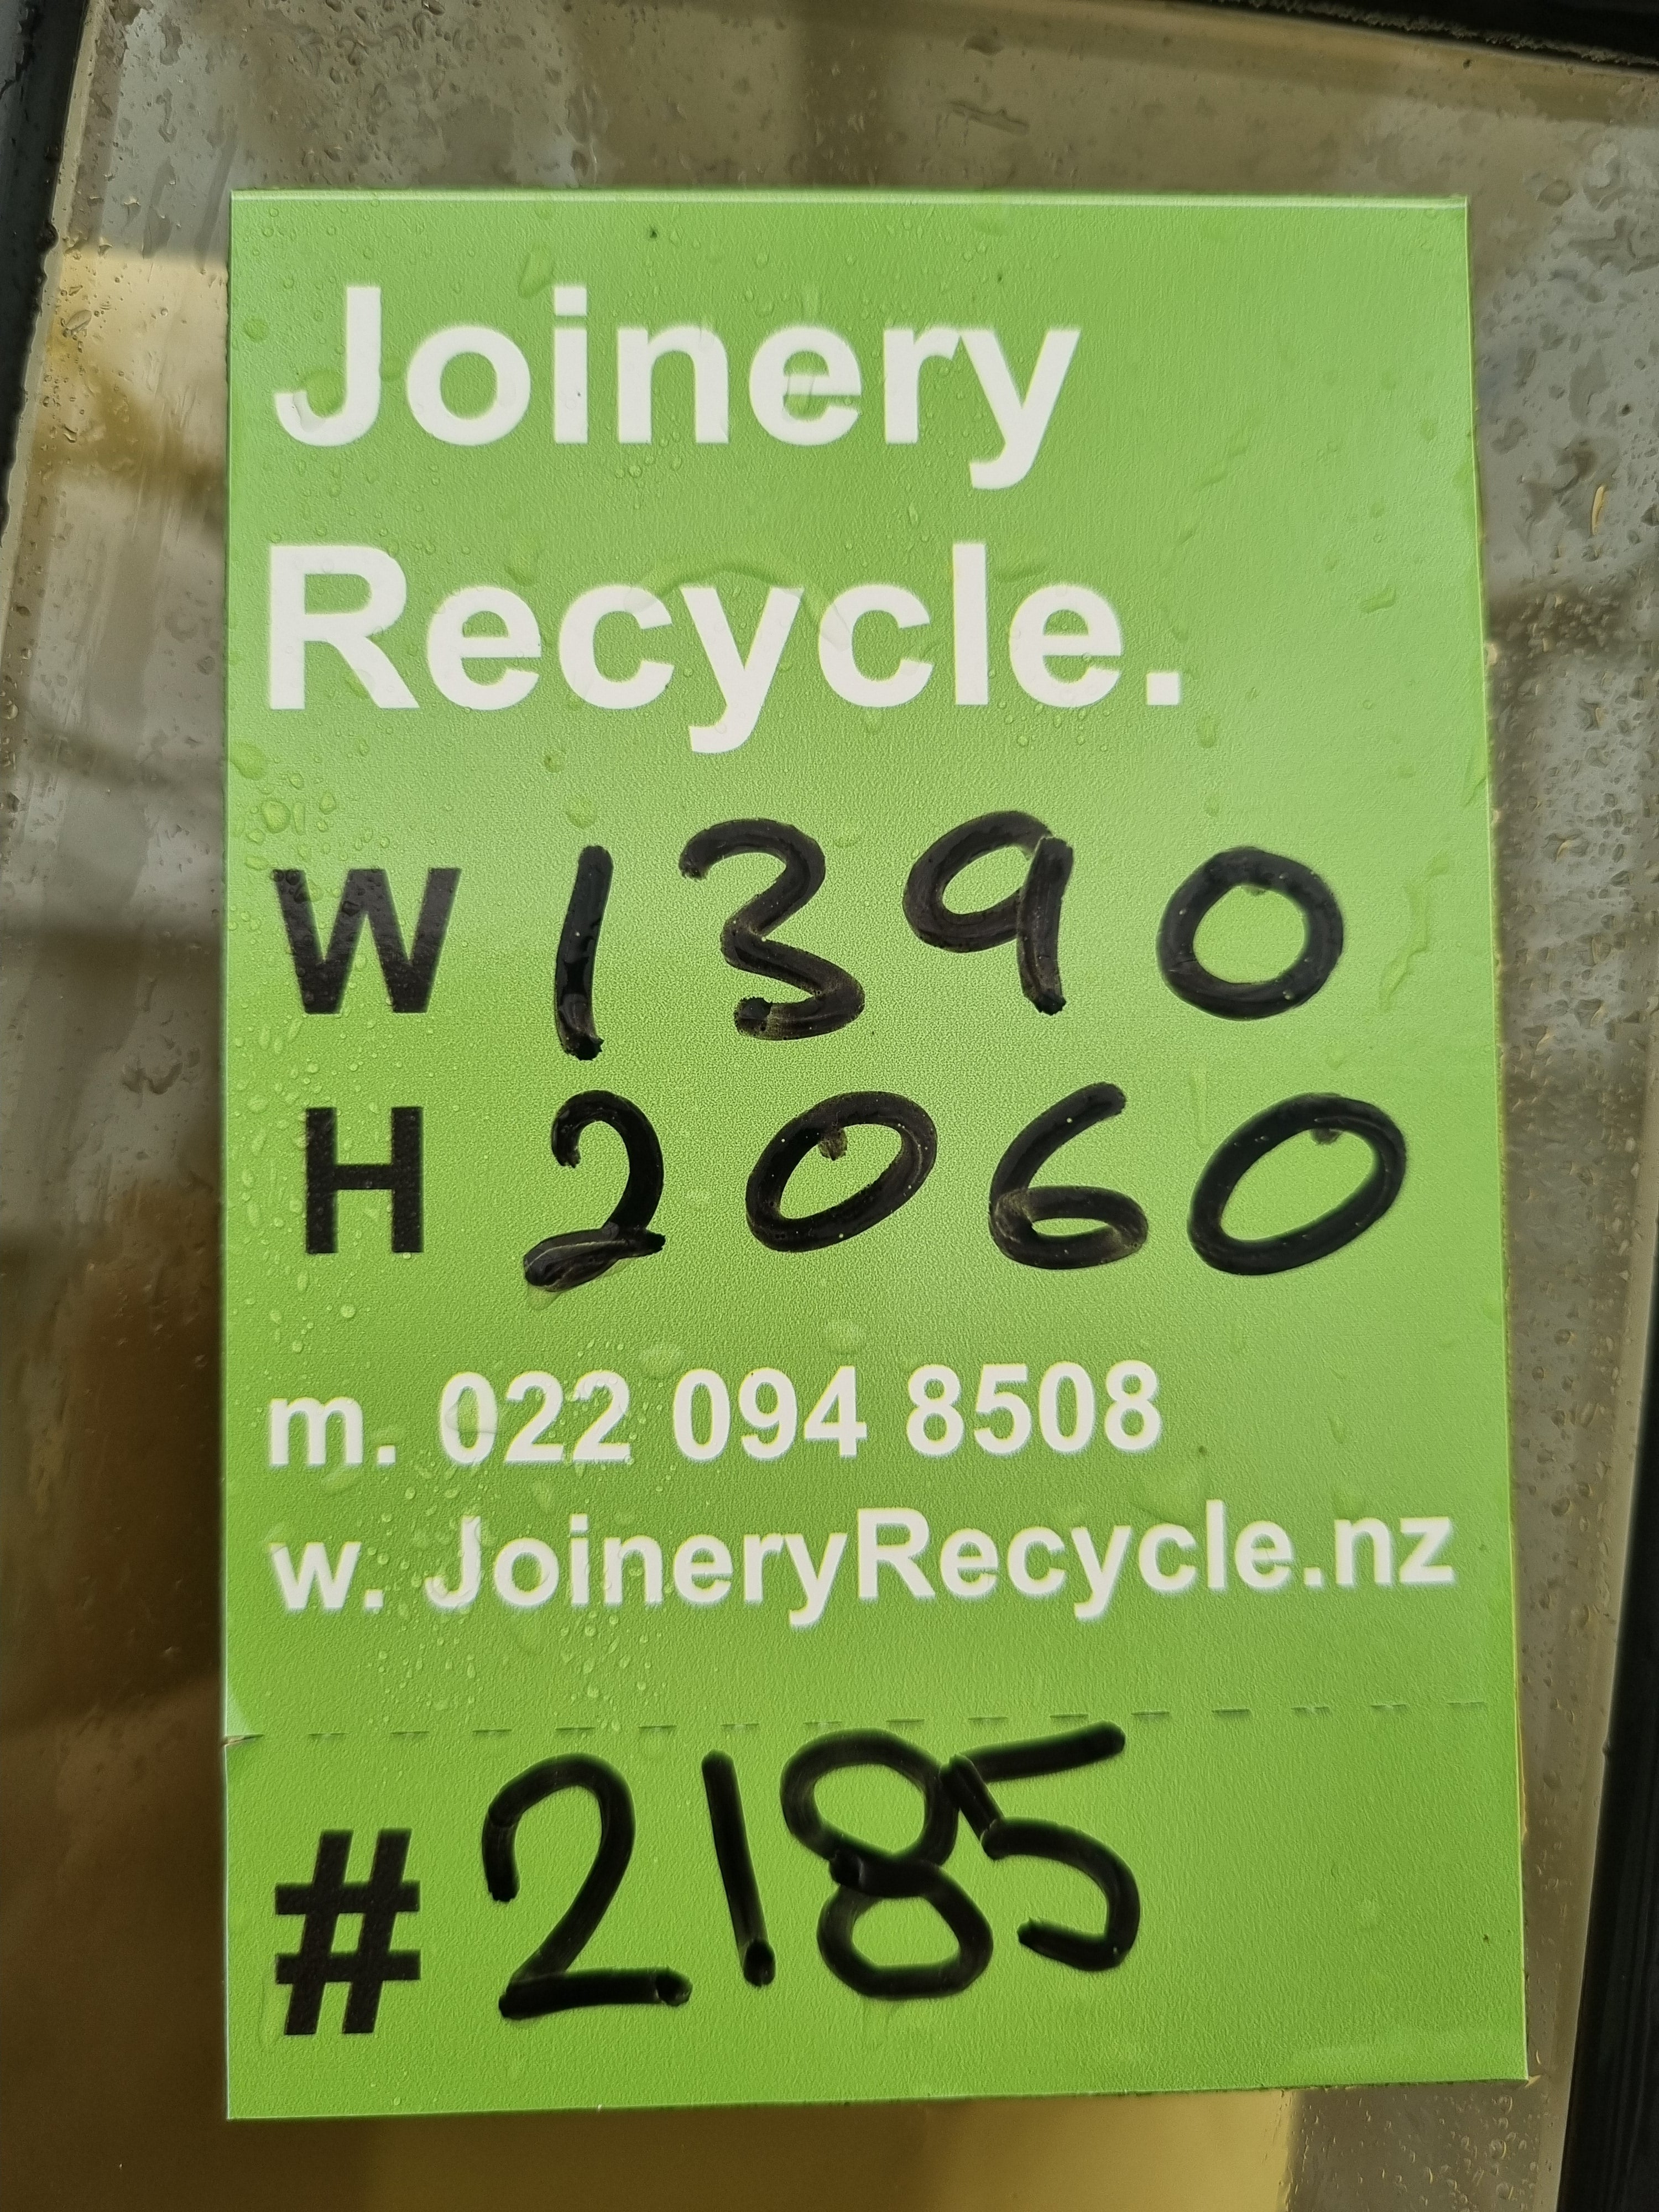 Joinery
Recycle.
W 1390
H 2060
m. 022 094 8508
w. JoineryRecycle.nz
# 2185